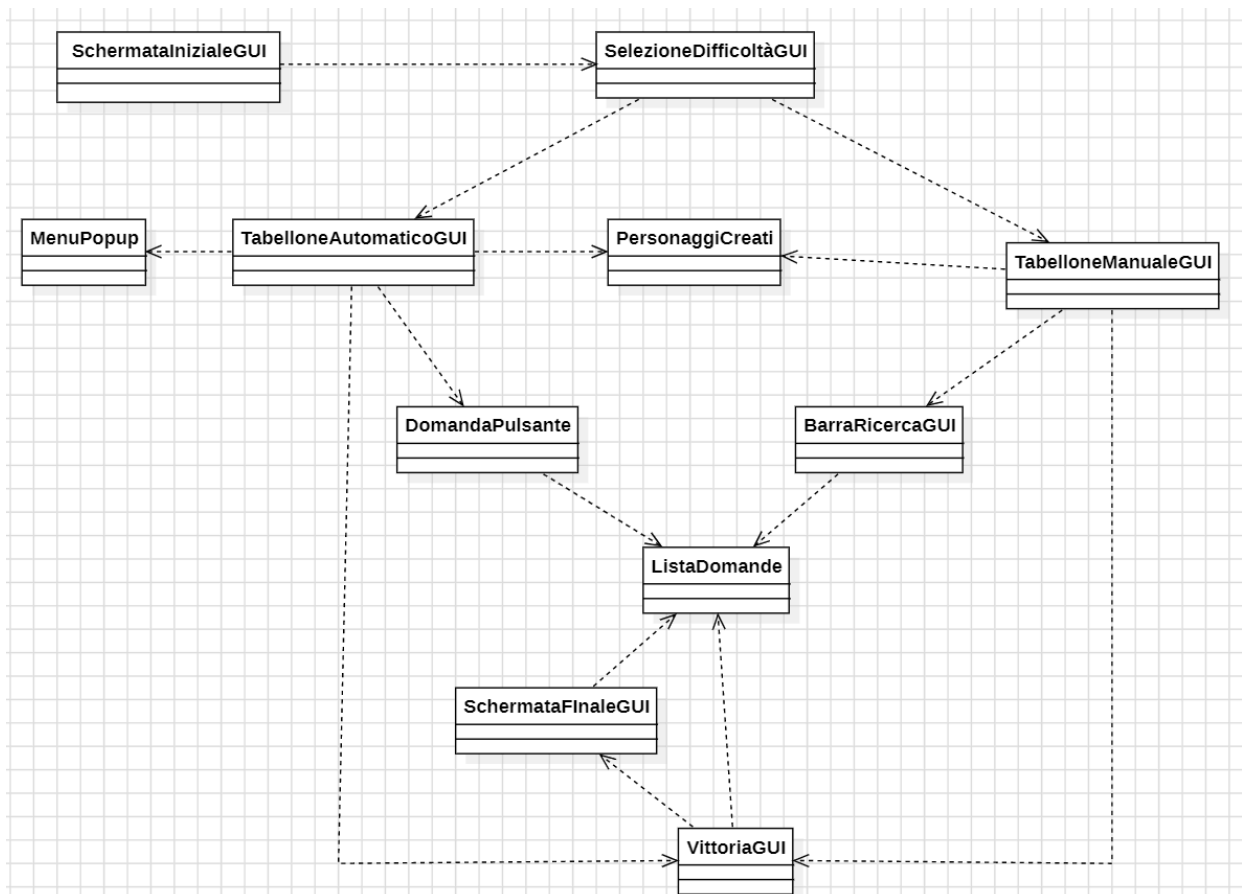 SchermataInizialeGUI
SelezioneDifficoltàGUI
MenuPopup
TabelloneAutomaticoGUI
PersonaggiCreati
TabelloneManualeGUI
DomandaPulsante
BarraRicercaGUI
ListaDomande
SchermataFInaleGUI
VittoriaGUI